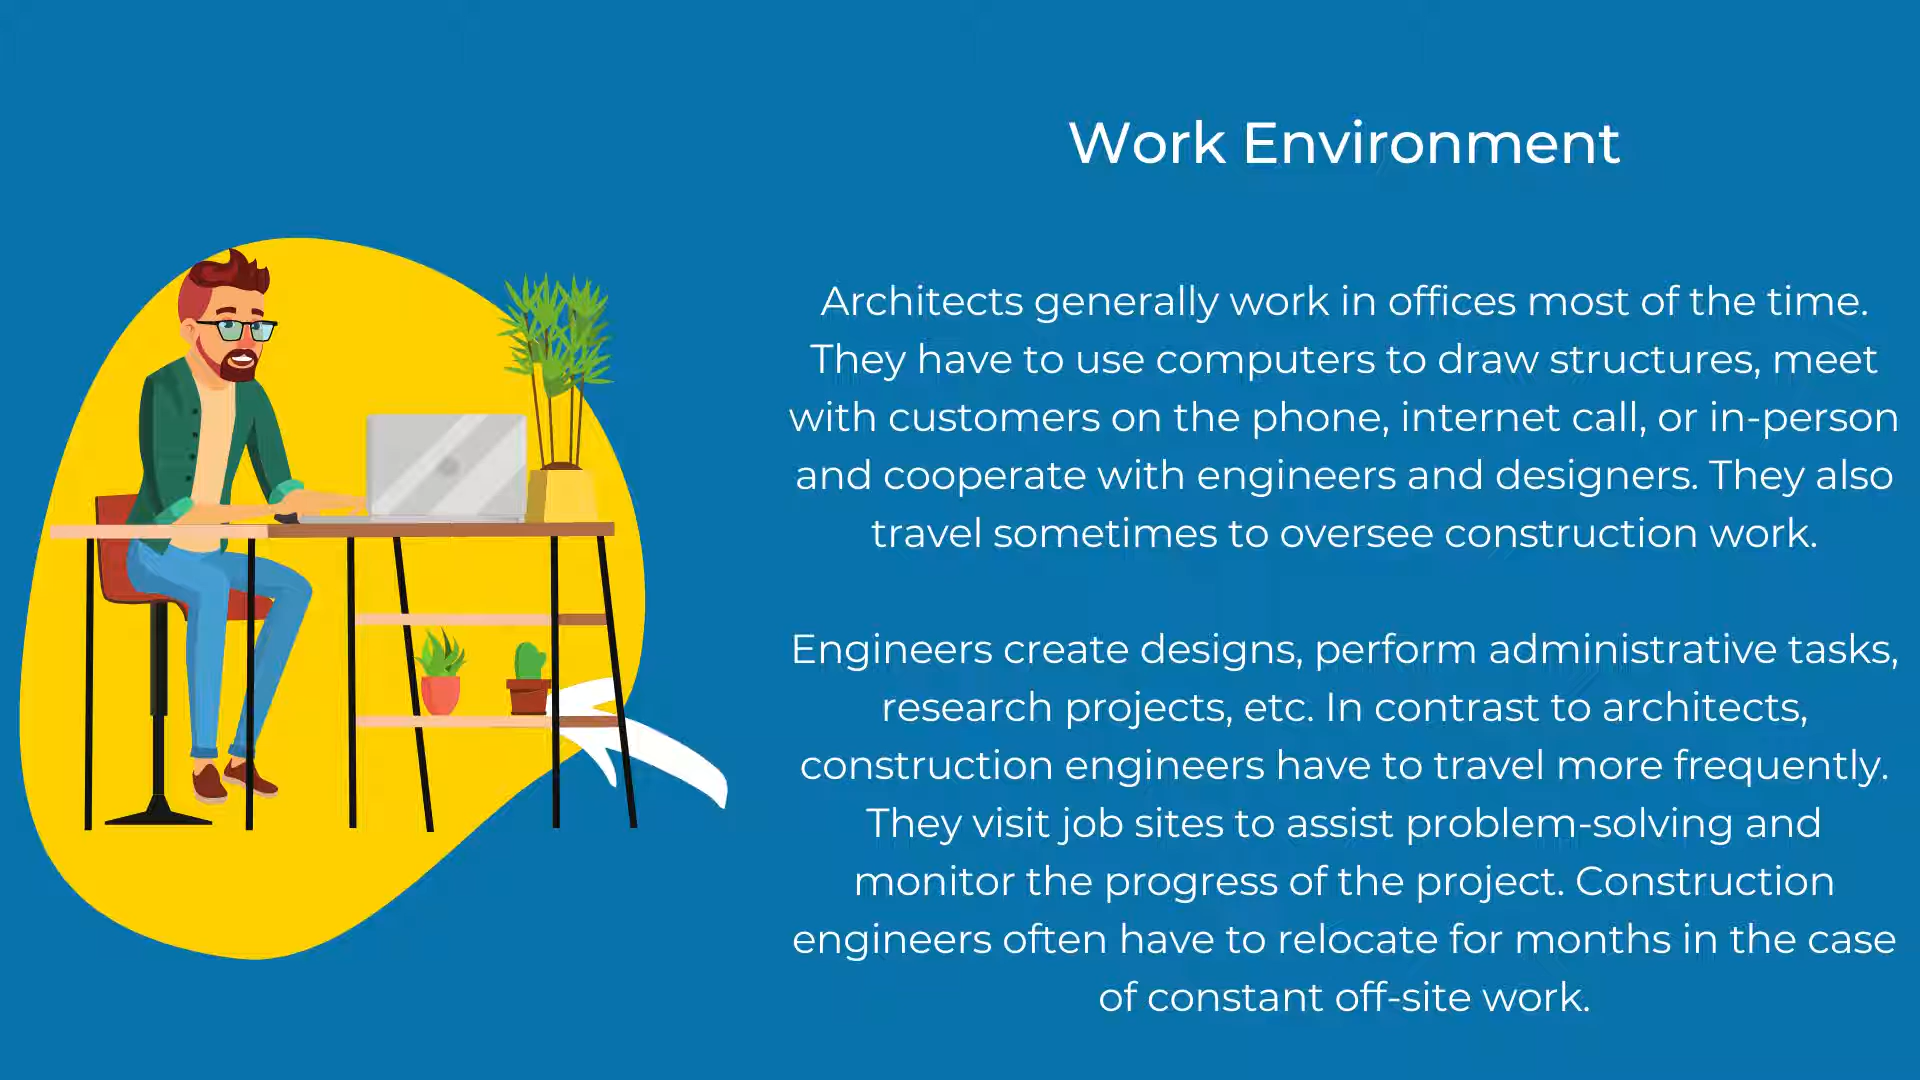 Work Environment
Architects generally work in offices most of the time.
They have to use computers to draw structures, meet
with customers on the phone, internet call, or in-person
and cooperate with engineers and designers. They also
travel sometimes to oversee construction work.
Engineers create designs, perform administrative tasks,
research projects, etc. In contrast to architects,
construction engineers have to travel more frequently.
They visit job sites to assist problem-solving and
monitor the progress of the project. Construction
engineers often have to relocate for months in the case
of constant off-site work.